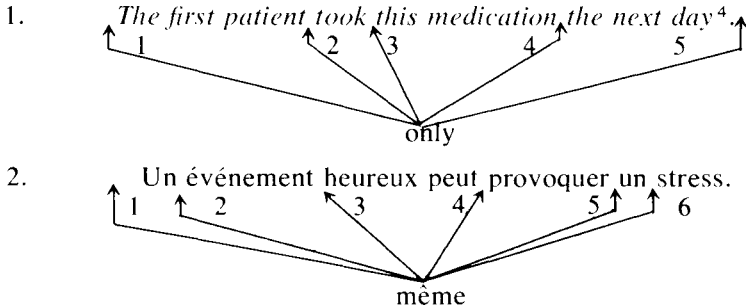 1. The first patient took this medication the next day⁴.
1 2 3 4 5
only
2. Un événement heureux peut provoquer un stress.
1 2 3 4 5 6
même